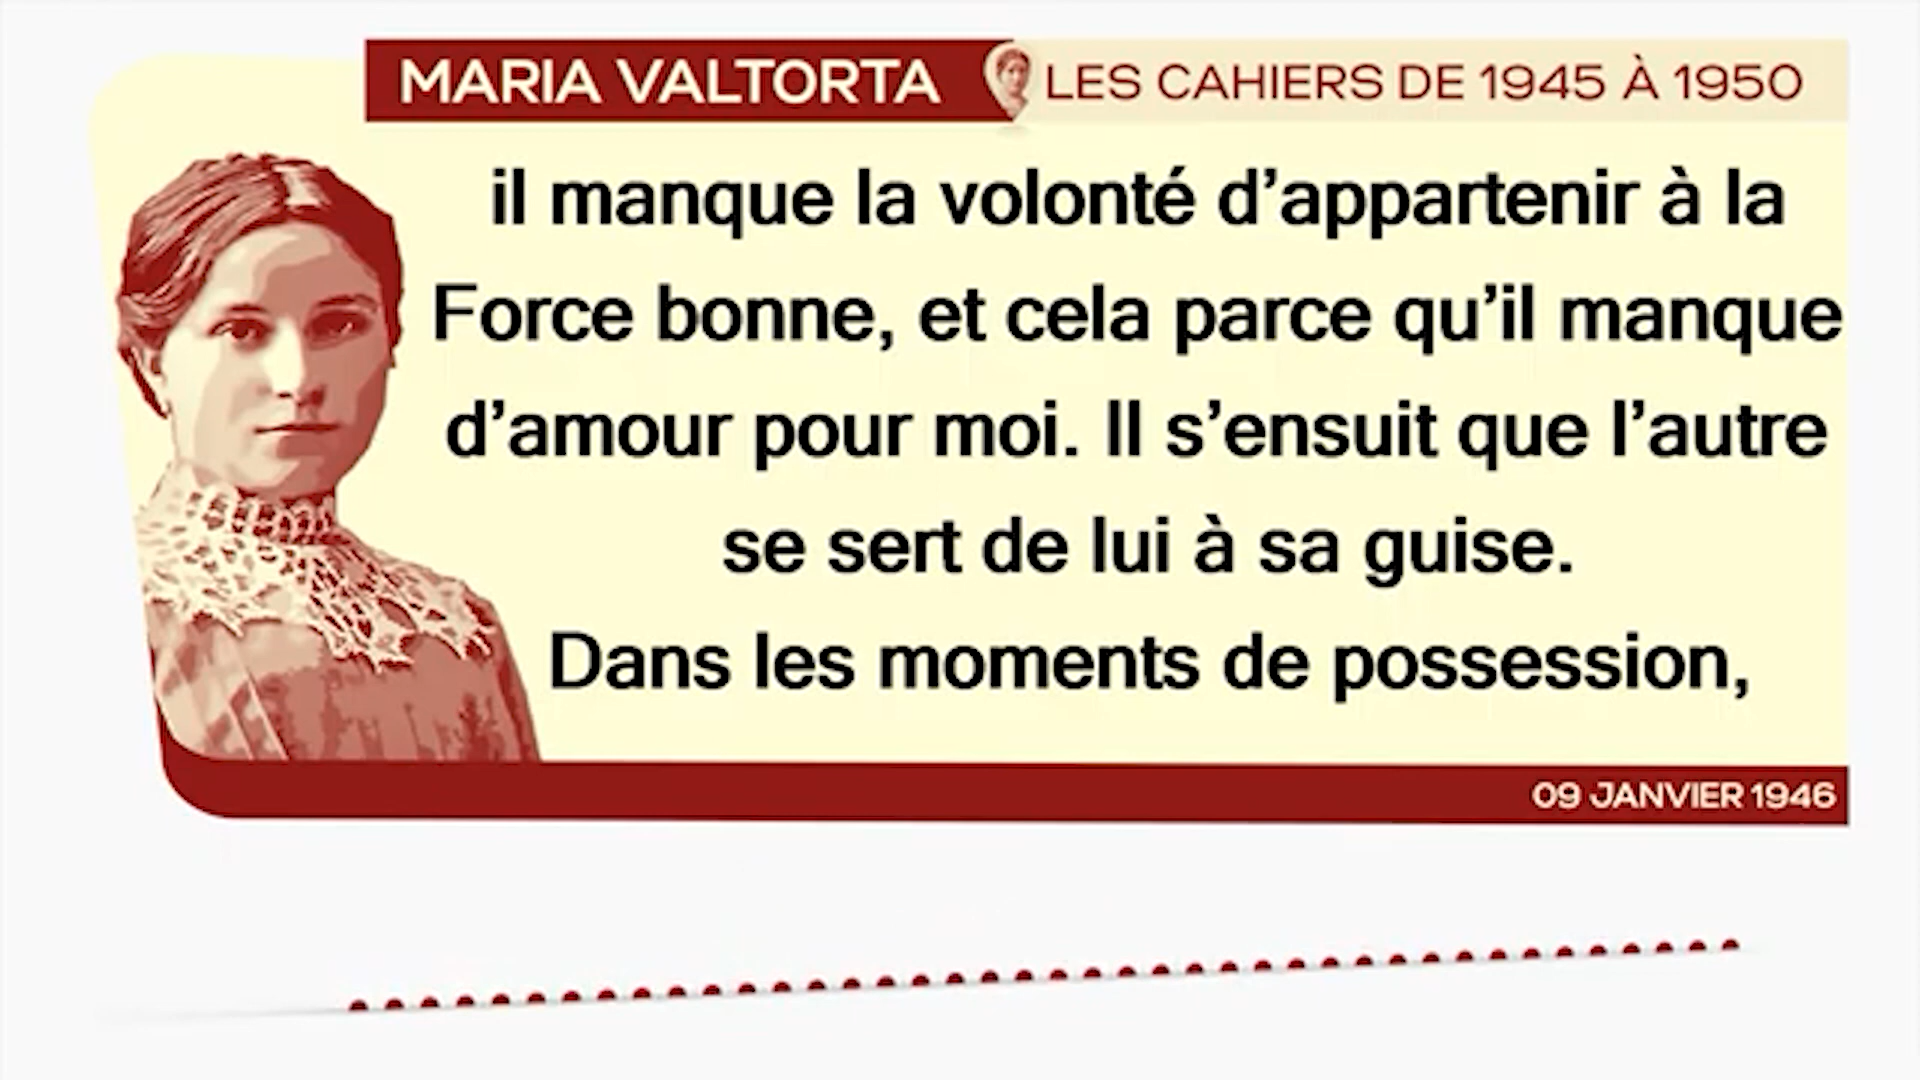 MARIA VALTORTA
LES CAHIERS DE 1945 À 1950
il manque la volonté d’appartenir à la
Force bonne, et cela parce qu’il manque
d’amour pour moi. Il s’ensuit que l’autre
se sert de lui à sa guise.
Dans les moments de possession,
09 JANVIER 1946